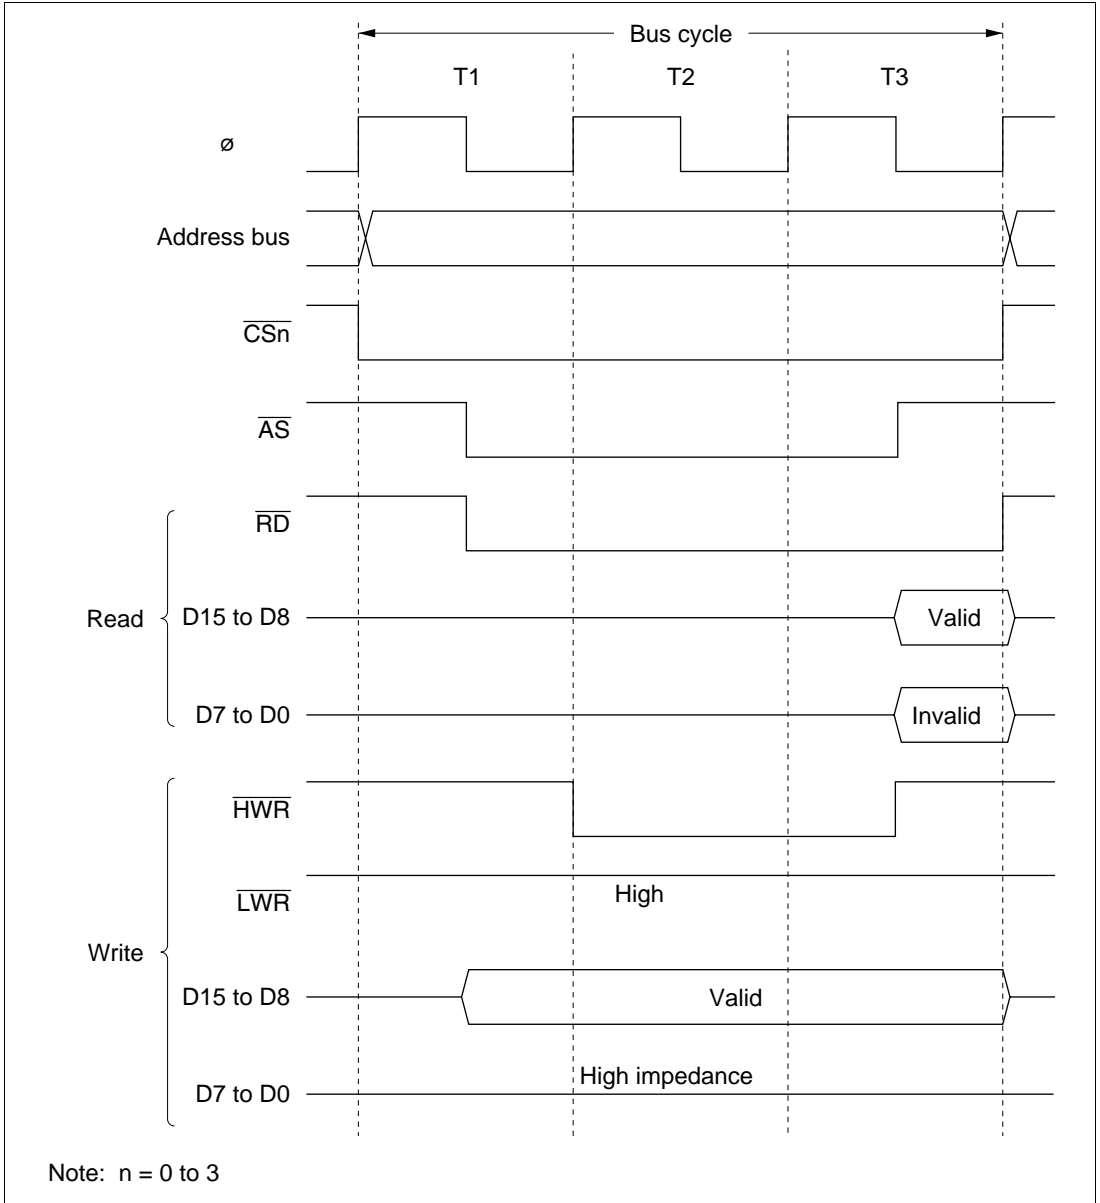 Bus cycle
T1 T2 T3
ø
Address bus
CSn
AS
RD
Read D15 to D8 Valid
D7 to D0 Invalid
HWR
LWR High
Write
D15 to D8 Valid
D7 to D0 High impedance
Note: n = 0 to 3